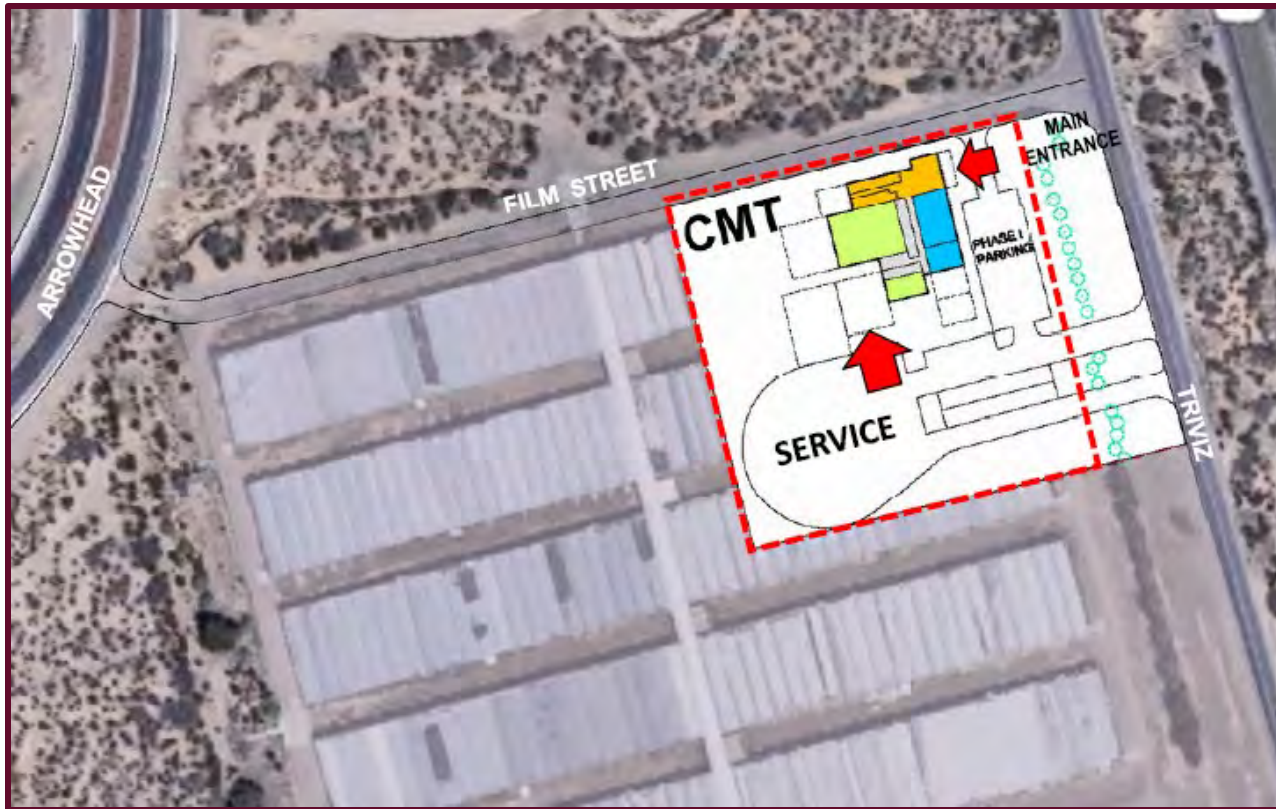 MAIN
ENTRANCE
FILM STREET
CMT
ARROWHEAD
PHASE I
PARKING
TRIVIZ
SERVICE